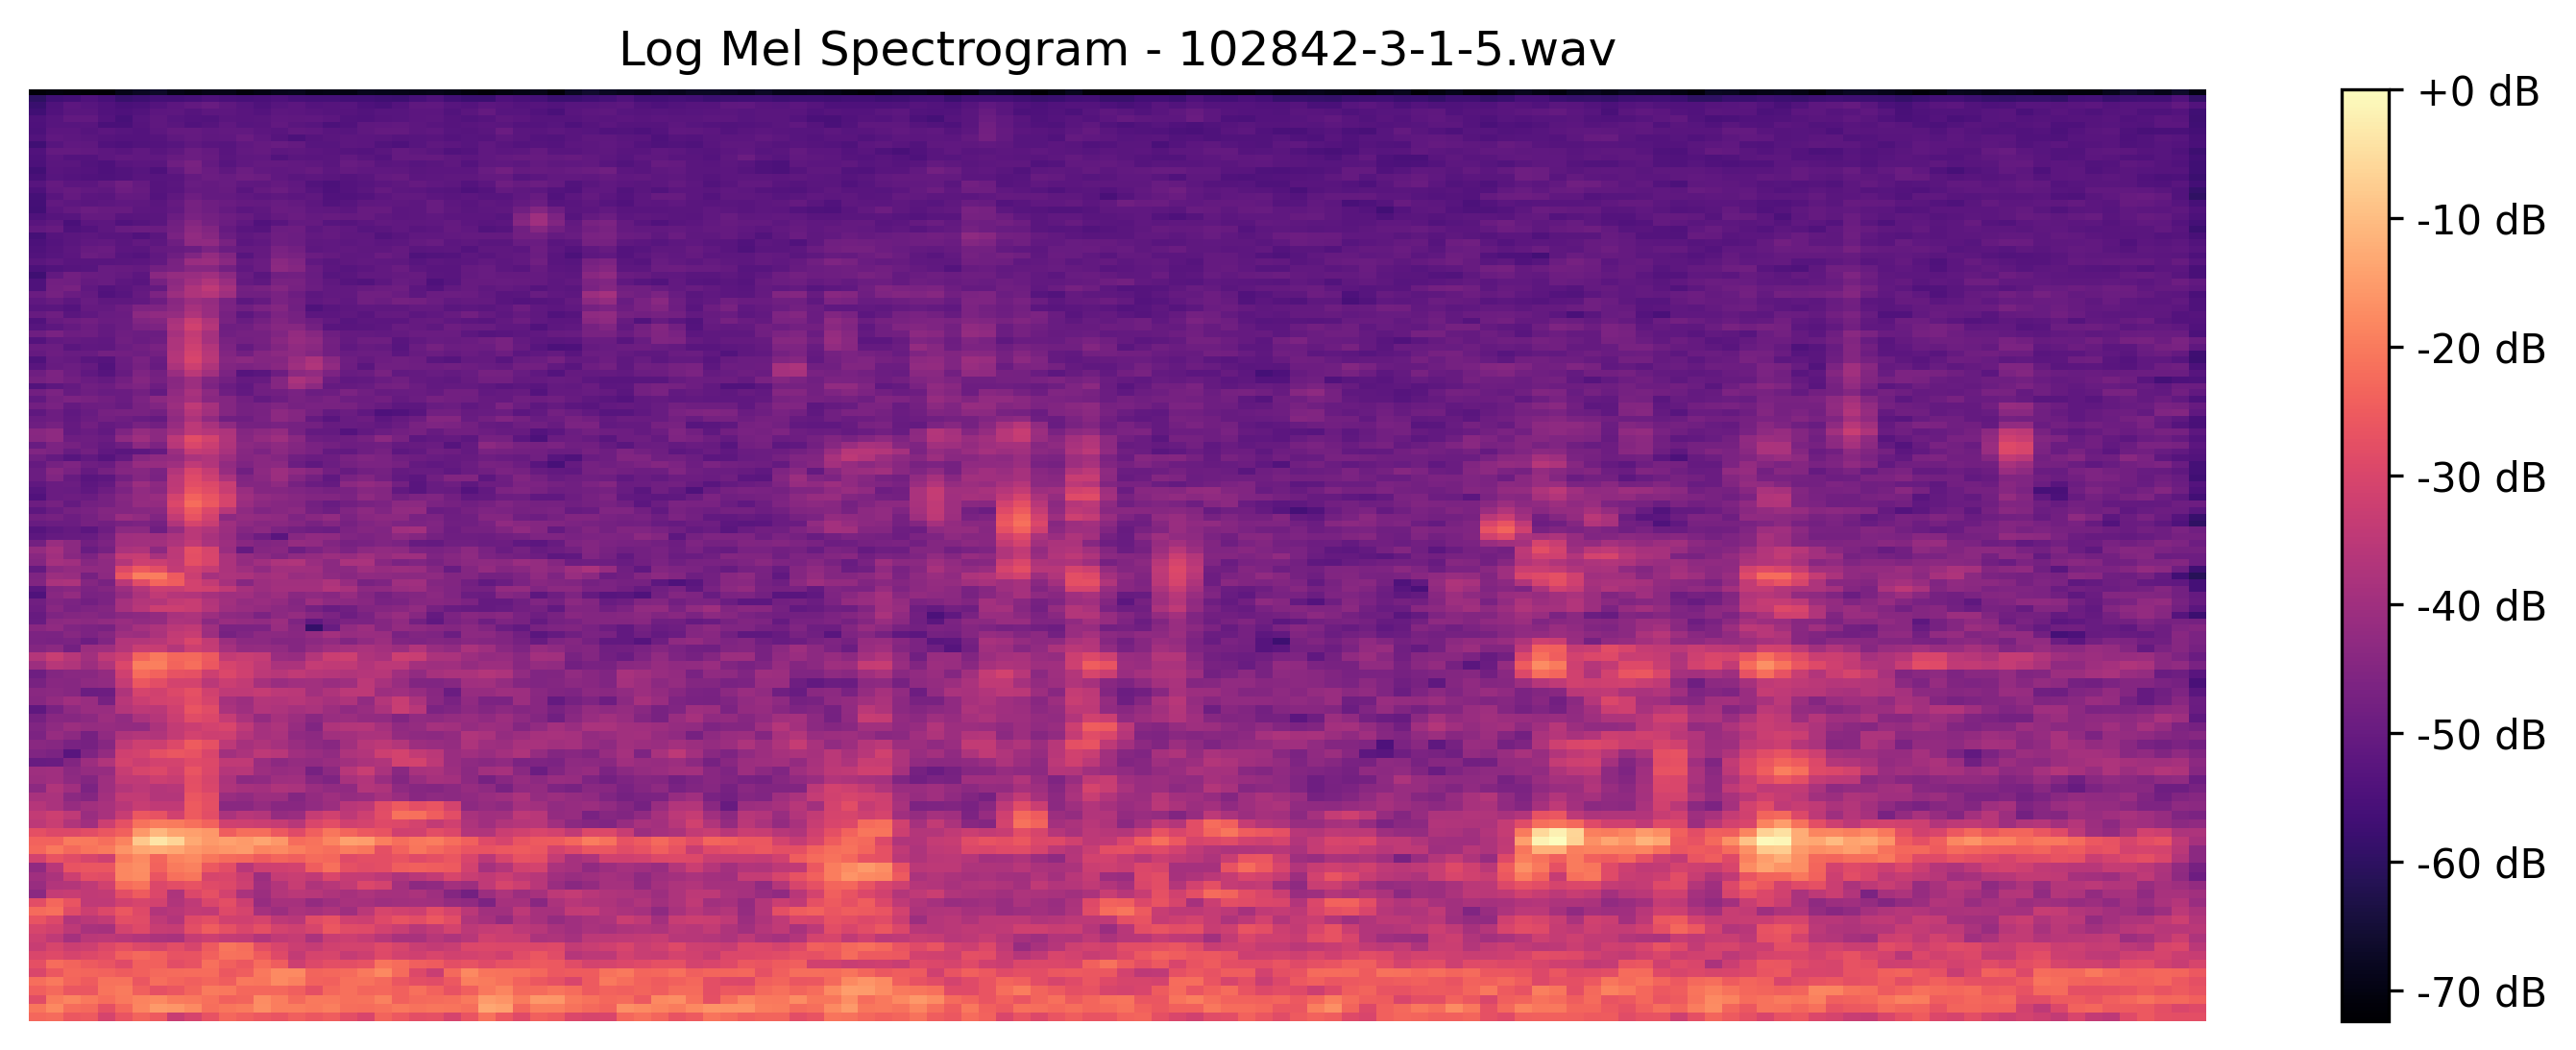 Log Mel Spectrogram - 102842-3-1-5.wav
+0 dB
-10 dB
-20 dB
-30 dB
-40 dB
-50 dB
-60 dB
-70 dB